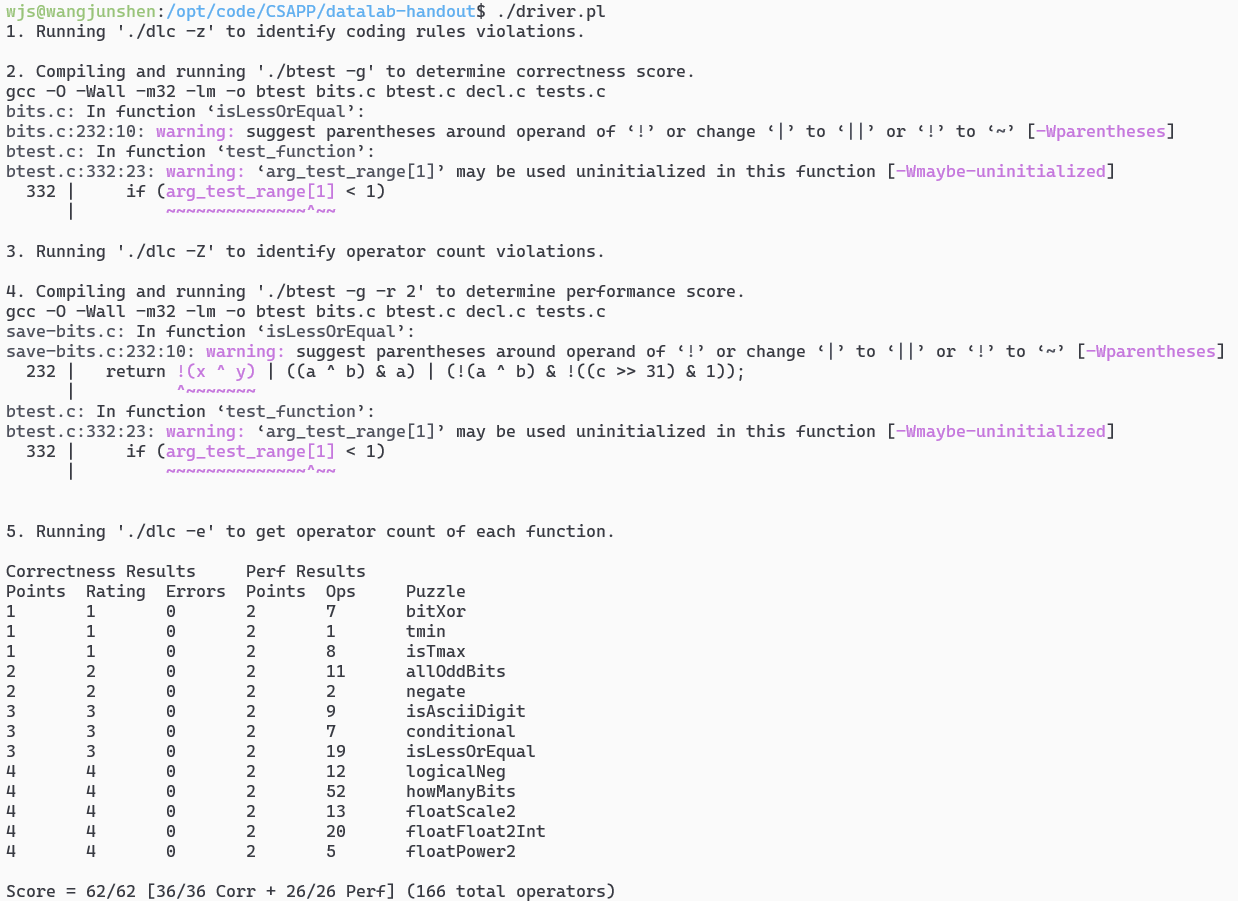 wjs@wangjunshen:/opt/code/CSAPP/datalab-handout$ ./driver.pl
1. Running './dlc -z' to identify coding rules violations.
2. Compiling and running './btest -g' to determine correctness score.
gcc -O -Wall -m32 -lm -o btest bits.c btest.c decl.c tests.c
bits.c: In function ‘isLessOrEqual’:
bits.c:232:10: warning: suggest parentheses around operand of ‘!’ or change ‘|’ to ‘||’ or ‘!’ to ‘~’ [-Wparentheses]
btest.c: In function ‘test_function’:
btest.c:332:23: warning: ‘arg_test_range[1]’ may be used uninitialized in this function [-Wmaybe-uninitialized]
  332 |     if (arg_test_range[1] < 1)
      |         ~~~~~~~~~~~~~~^~~
3. Running './dlc -Z' to identify operator count violations.
4. Compiling and running './btest -g -r 2' to determine performance score.
gcc -O -Wall -m32 -lm -o btest bits.c btest.c decl.c tests.c
save-bits.c: In function ‘isLessOrEqual’:
save-bits.c:232:10: warning: suggest parentheses around operand of ‘!’ or change ‘|’ to ‘||’ or ‘!’ to ‘~’ [-Wparentheses]
  232 |   return !(x ^ y) | ((a ^ b) & a) | (!(a ^ b) & !((c >> 31) & 1));
      |          ^~~~~~~~
btest.c: In function ‘test_function’:
btest.c:332:23: warning: ‘arg_test_range[1]’ may be used uninitialized in this function [-Wmaybe-uninitialized]
  332 |     if (arg_test_range[1] < 1)
      |         ~~~~~~~~~~~~~~^~~
5. Running './dlc -e' to get operator count of each function.
Correctness Results     Perf Results
Points  Rating  Errors  Points  Ops     Puzzle
1       1       0       2       7       bitXor
1       1       0       2       1       tmin
1       1       0       2       8       isTmax
2       2       0       2       11      allOddBits
2       2       0       2       2       negate
3       3       0       2       9       isAsciiDigit
3       3       0       2       7       conditional
3       3       0       2       19      isLessOrEqual
4       4       0       2       12      logicalNeg
4       4       0       2       52      howManyBits
4       4       0       2       13      floatScale2
4       4       0       2       20      floatFloat2Int
4       4       0       2       5       floatPower2
Score = 62/62 [36/36 Corr + 26/26 Perf] (166 total operators)